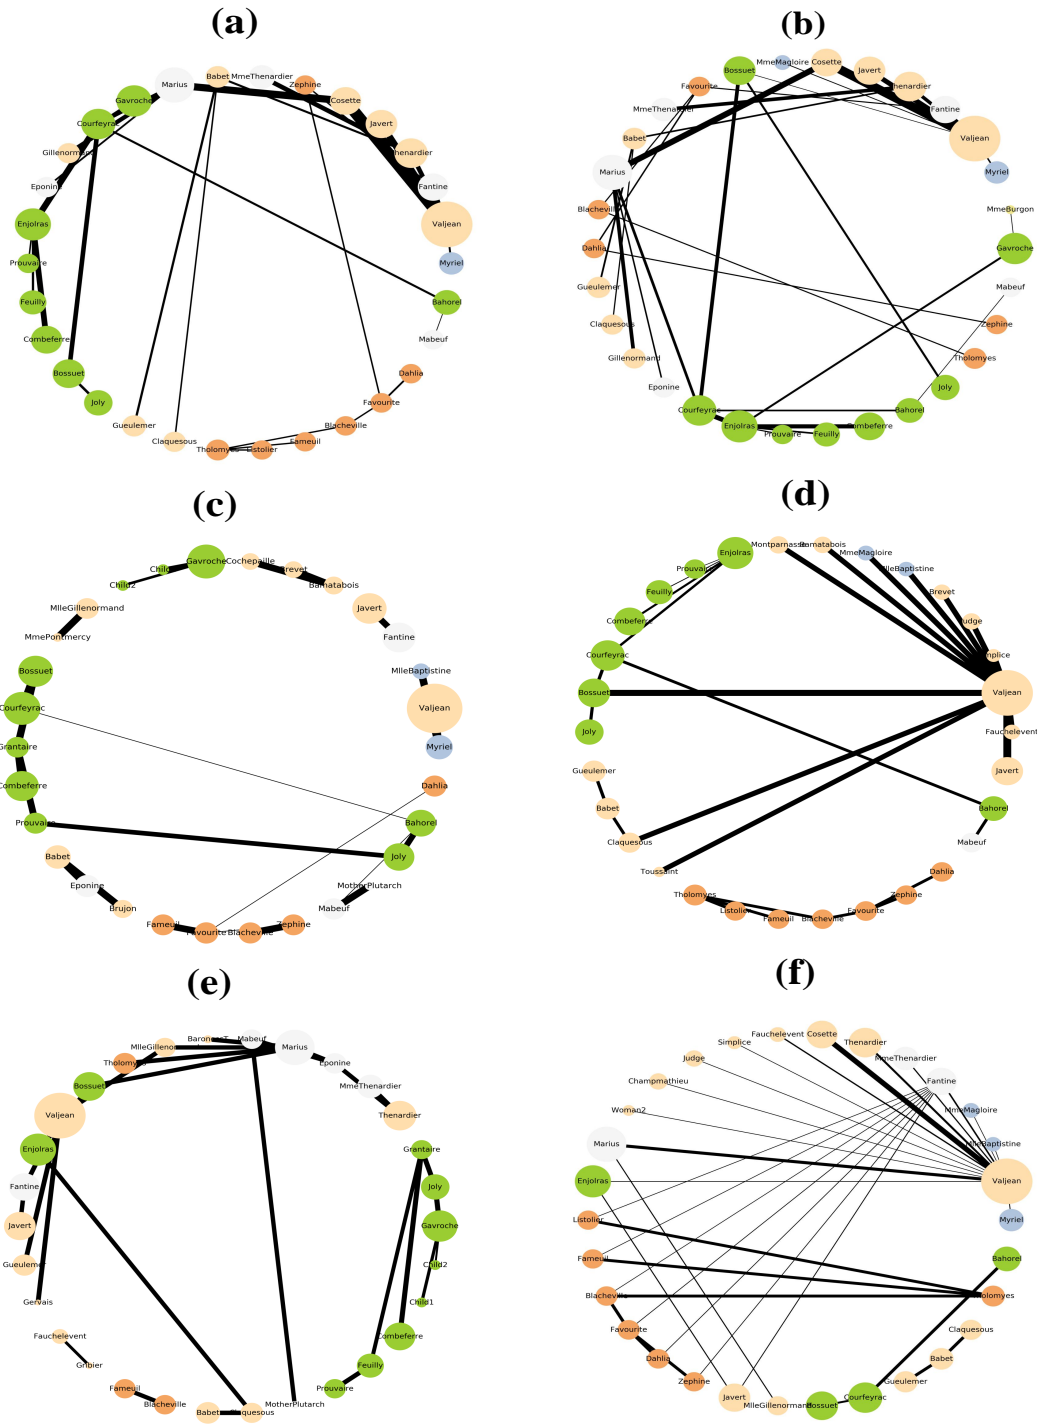 (a)
Babet
MmeThenardier
Zephine
Marius
Cosette
Gavroche
Javert
Courfeyrac
Gillenormand
Thenardier
Eponine
Fantine
Enjolras
Valjean
Prouvaire
Myriel
Feuilly
Bahorel
Combeferre
Mabeuf
Bossuet
Dahlia
Joly
Favourite
Gueulemer
Blacheville
Claquesous
Fameuil
Tholomyes
Listolier
(b)
MmeMagloire
Cosette
Bossuet
Javert
Favourite
Thenardier
MmeThenardier
Fantine
Babet
Valjean
Marius
Myriel
Blacheville
MmeBurgon
Dahlia
Gavroche
Gueulemer
Mabeuf
Claquesous
Zephine
Gillenormand
Tholomyes
Eponine
Joly
Courfeyrac
Bahorel
Enjolras
Combeferre
Prouvaire
Feuilly
(c)
Gavroche
Cochepaille
Brevet
Child1
Child2
Bamatabois
MlleGillenormand
Javert
MmePontmercy
Fantine
Bossuet
MlleBaptistine
Courfeyrac
Valjean
Grantaire
Myriel
Combeferre
Dahlia
Prouvaire
Bahorel
Babet
Joly
Eponine
MotherPlutarch
Brujon
Mabeuf
Fameuil
Favourite
Blacheville
Zephine
(d)
Montparnasse
Bamatabois
Enjolras
MmeMagloire
Prouvaire
MlleBaptistine
Feuilly
Brevet
Combeferre
Judge
Courfeyrac
Simplice
Bossuet
Valjean
Joly
Fauchelevent
Gueulemer
Javert
Babet
Bahorel
Claquesous
Mabeuf
Toussaint
Dahlia
Tholomyes
Zephine
Listolier
Favourite
Fameuil
Blacheville
(e)
BaronessT
Mabeuf
MlleGillenormand
Marius
Tholomyes
Eponine
Bossuet
MmeThenardier
Valjean
Thenardier
Enjolras
Grantaire
Fantine
Joly
Javert
Gavroche
Gueulemer
Child2
Gervais
Child1
Fauchelevent
Combeferre
Gribier
Feuilly
Fameuil
Prouvaire
Blacheville
MotherPlutarch
Babet
Claquesous
(f)
Fauchelevent
Cosette
Simplice
Thenardier
Judge
MmeThenardier
Champmathieu
Fantine
Woman2
MmeMagloire
Marius
MlleBaptistine
Enjolras
Valjean
Listolier
Myriel
Fameuil
Bahorel
Blacheville
Tholomyes
Favourite
Claquesous
Dahlia
Babet
Zephine
Gueulemer
Javert
Courfeyrac
MlleGillenormand
Bossuet